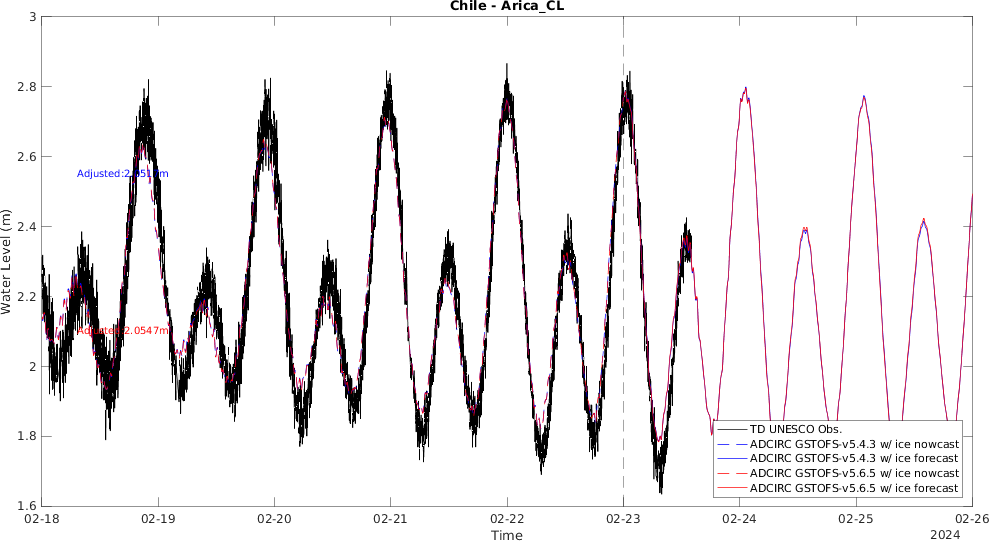 Chile - Arica_CL
Water Level (m)
3
2.8
2.6
2.4
2.2
2
1.8
1.6
Adjusted:2.0547m
TD UNESCO Obs.
ADCIRC GSTOFS-v5.4.3 w/ ice nowcast
ADCIRC GSTOFS-v5.4.3 w/ ice forecast
ADCIRC GSTOFS-v5.6.5 w/ ice nowcast
ADCIRC GSTOFS-v5.6.5 w/ ice forecast
02-18 02-19 02-20 02-21 02-22 02-23 02-24 02-25 02-26
Time
2024